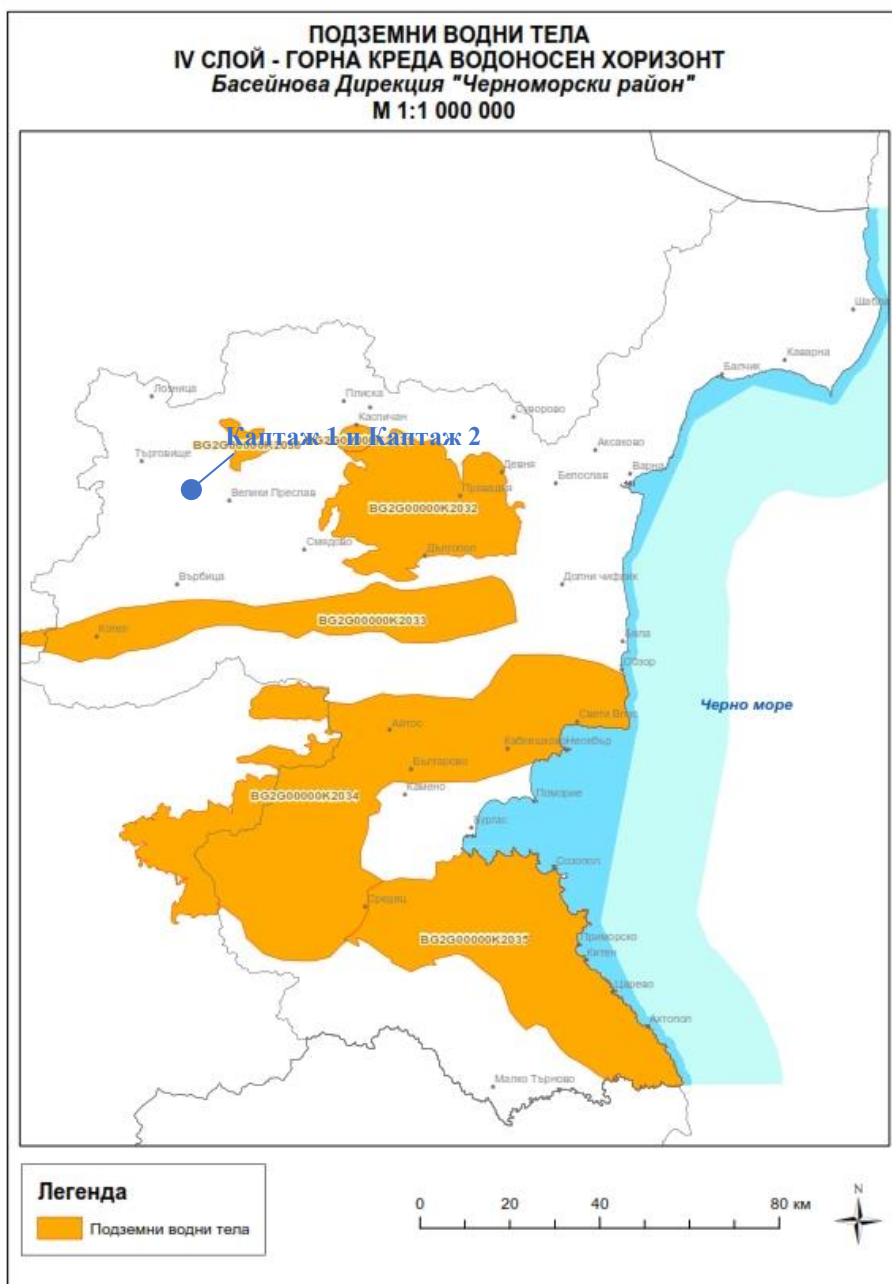 ПОДЗЕМНИ ВОДНИ ТЕЛА
IV СЛОЙ - ГОРНА КРЕДА ВОДОНОСЕН ХОРИЗОНТ
Басейнова Дирекция "Черноморски район"
М 1:1 000 000
Шабла
Каварна
Балчик
Лозница
Плиска
Каспичан
Суворово
Каптаж 1 и Каптаж 2
Аксаково
Търговище
Девня
Белослав
Варна
Велики Преслав
Провадия
BG2G00000K2032
Смядово
Дългопол
Върбица
Долни чифлик
BG2G00000K2033
Котел
Бяла
Обзор
Черно море
Свети Влас
Айтос
Каблешково
Несебър
Българово
Камено
BG2G00000K2034
Поморие
Бургас
Созопол
Средец
BG2G00000K2035
Приморско
Китен
Царево
Ахтопол
Малко Търново
Легенда
Подземни водни тела
0 20 40 80 км
N